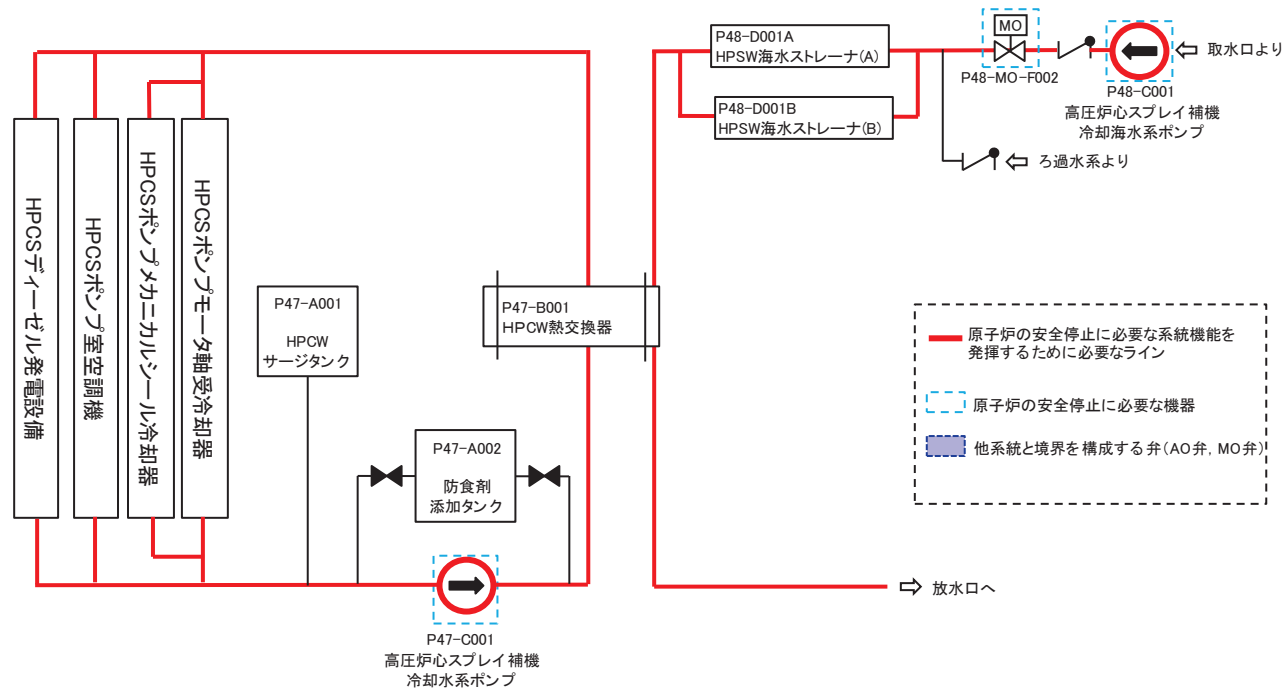 P48-D001A
HPSW海水ストレーナ(A)
P48-D001B
HPSW海水ストレーナ(B)
MO
P48-MO-F002
取水口より
P48-C001
高圧炉心スプレイ補機
冷却海水系ポンプ
ろ過水系より
HPCSディーゼル発電設備
HPCSポンプ室空調機
HPCSポンプメカニカルシール冷却器
HPCSポンプモータ軸受冷却器
P47-A001
HPCW
サージタンク
P47-B001
HPCW熱交換器
P47-A002
防食剤
添加タンク
P47-C001
高圧炉心スプレイ補機
冷却水系ポンプ
原子炉の安全停止に必要な系統機能を
発揮するために必要なライン
原子炉の安全停止に必要な機器
他系統と境界を構成する弁(AO弁, MO弁)
放水口へ